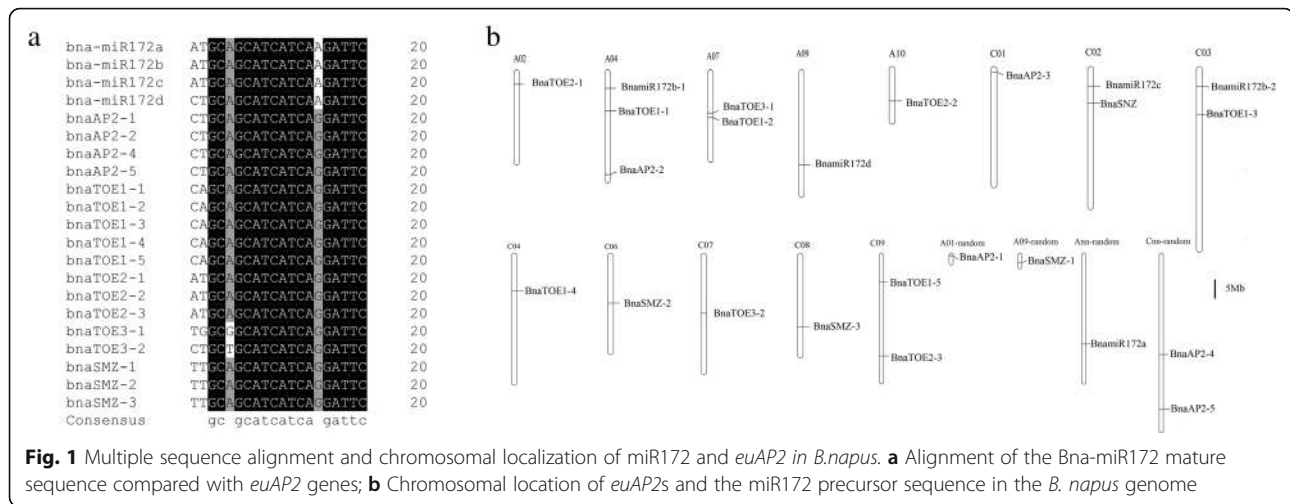 a
bna-miR172a ATGCAGCATCATCAAGATTC 20
bna-miR172b ATGCAGCATCATCAAGATTC 20
bna-miR172c ATGCAGCATCATCAAGATTC 20
bna-miR172d CTGCAGCATCATCAAGATTC 20
bnaAP2-1 CTGCAGCATCATCAGGATTC 20
bnaAP2-2 CTGCAGCATCATCAGGATTC 20
bnaAP2-4 CTGCAGCATCATCAGGATTC 20
bnaAP2-5 CTGCAGCATCATCAGGATTC 20
bnaTOE1-1 CAGCAGCATCATCAGGATTC 20
bnaTOE1-2 CAGCAGCATCATCAGGATTC 20
bnaTOE1-3 CAGCAGCATCATCAGGATTC 20
bnaTOE1-4 CAGCAGCATCATCAGGATTC 20
bnaTOE1-5 CAGCAGCATCATCAGGATTC 20
bnaTOE2-1 ATGCAGCATCATCAGGATTC 20
bnaTOE2-2 ATGCAGCATCATCAGGATTC 20
bnaTOE2-3 ATGCAGCATCATCAGGATTC 20
bnaTOE3-1 TGGCGGCATCATCAGGATTC 20
bnaTOE3-2 CTGCTGCATCATCAGGATTC 20
bnaSMZ-1 TTGCAGCATCATCAGGATTC 20
bnaSMZ-2 TTGCAGCATCATCAGGATTC 20
bnaSMZ-3 TTGCAGCATCATCAGGATTC 20
Consensus gc gcatcatca gattc
b
A02
BnaTOE2-1
A04
BnamiR172b-1
BnaTOE1-1
BnaAP2-2
A07
BnaTOE3-1
BnaTOE1-2
A09
BnamiR172d
A10
BnaTOE2-2
C01
BnaAP2-3
C02
BnamiR172c
BnaSNZ
C03
BnamiR172b-2
BnaTOE1-3
C04
BnaTOE1-4
C06
BnaSMZ-2
C07
BnaTOE3-2
C08
BnaSMZ-3
C09
BnaTOE1-5
BnaTOE2-3
A01-random
BnaAP2-1
A09-random
BnaSMZ-1
Ann-random
BnamiR172a
Cnn-random
BnaAP2-4
BnaAP2-5
5Mb
Fig. 1 Multiple sequence alignment and chromosomal localization of miR172 and euAP2 in B.napus. a Alignment of the Bna-miR172 mature
sequence compared with euAP2 genes; b Chromosomal location of euAP2s and the miR172 precursor sequence in the B. napus genome